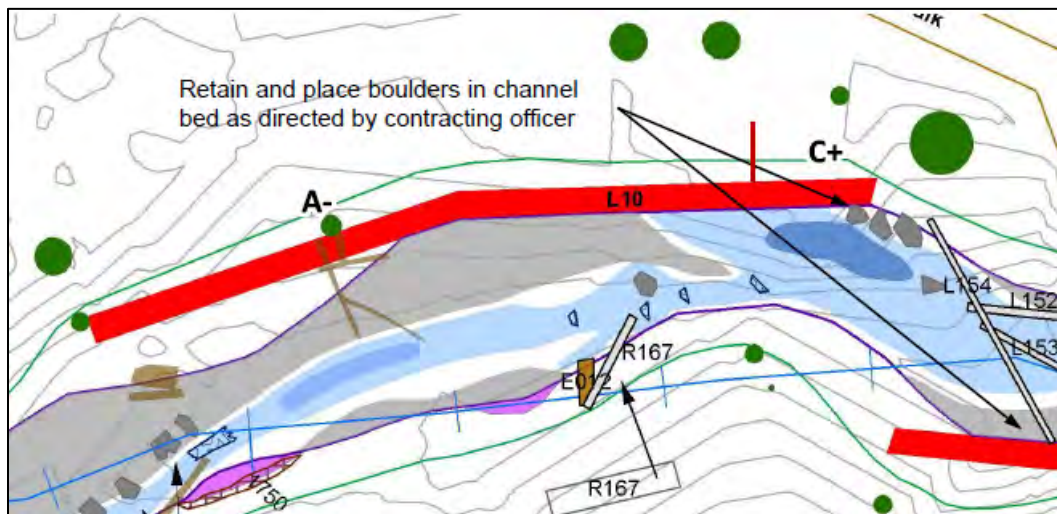 Retain and place boulders in channel
bed as directed by contracting officer
C+
A-
L10
L154
L152
L153
R167
E012
R167